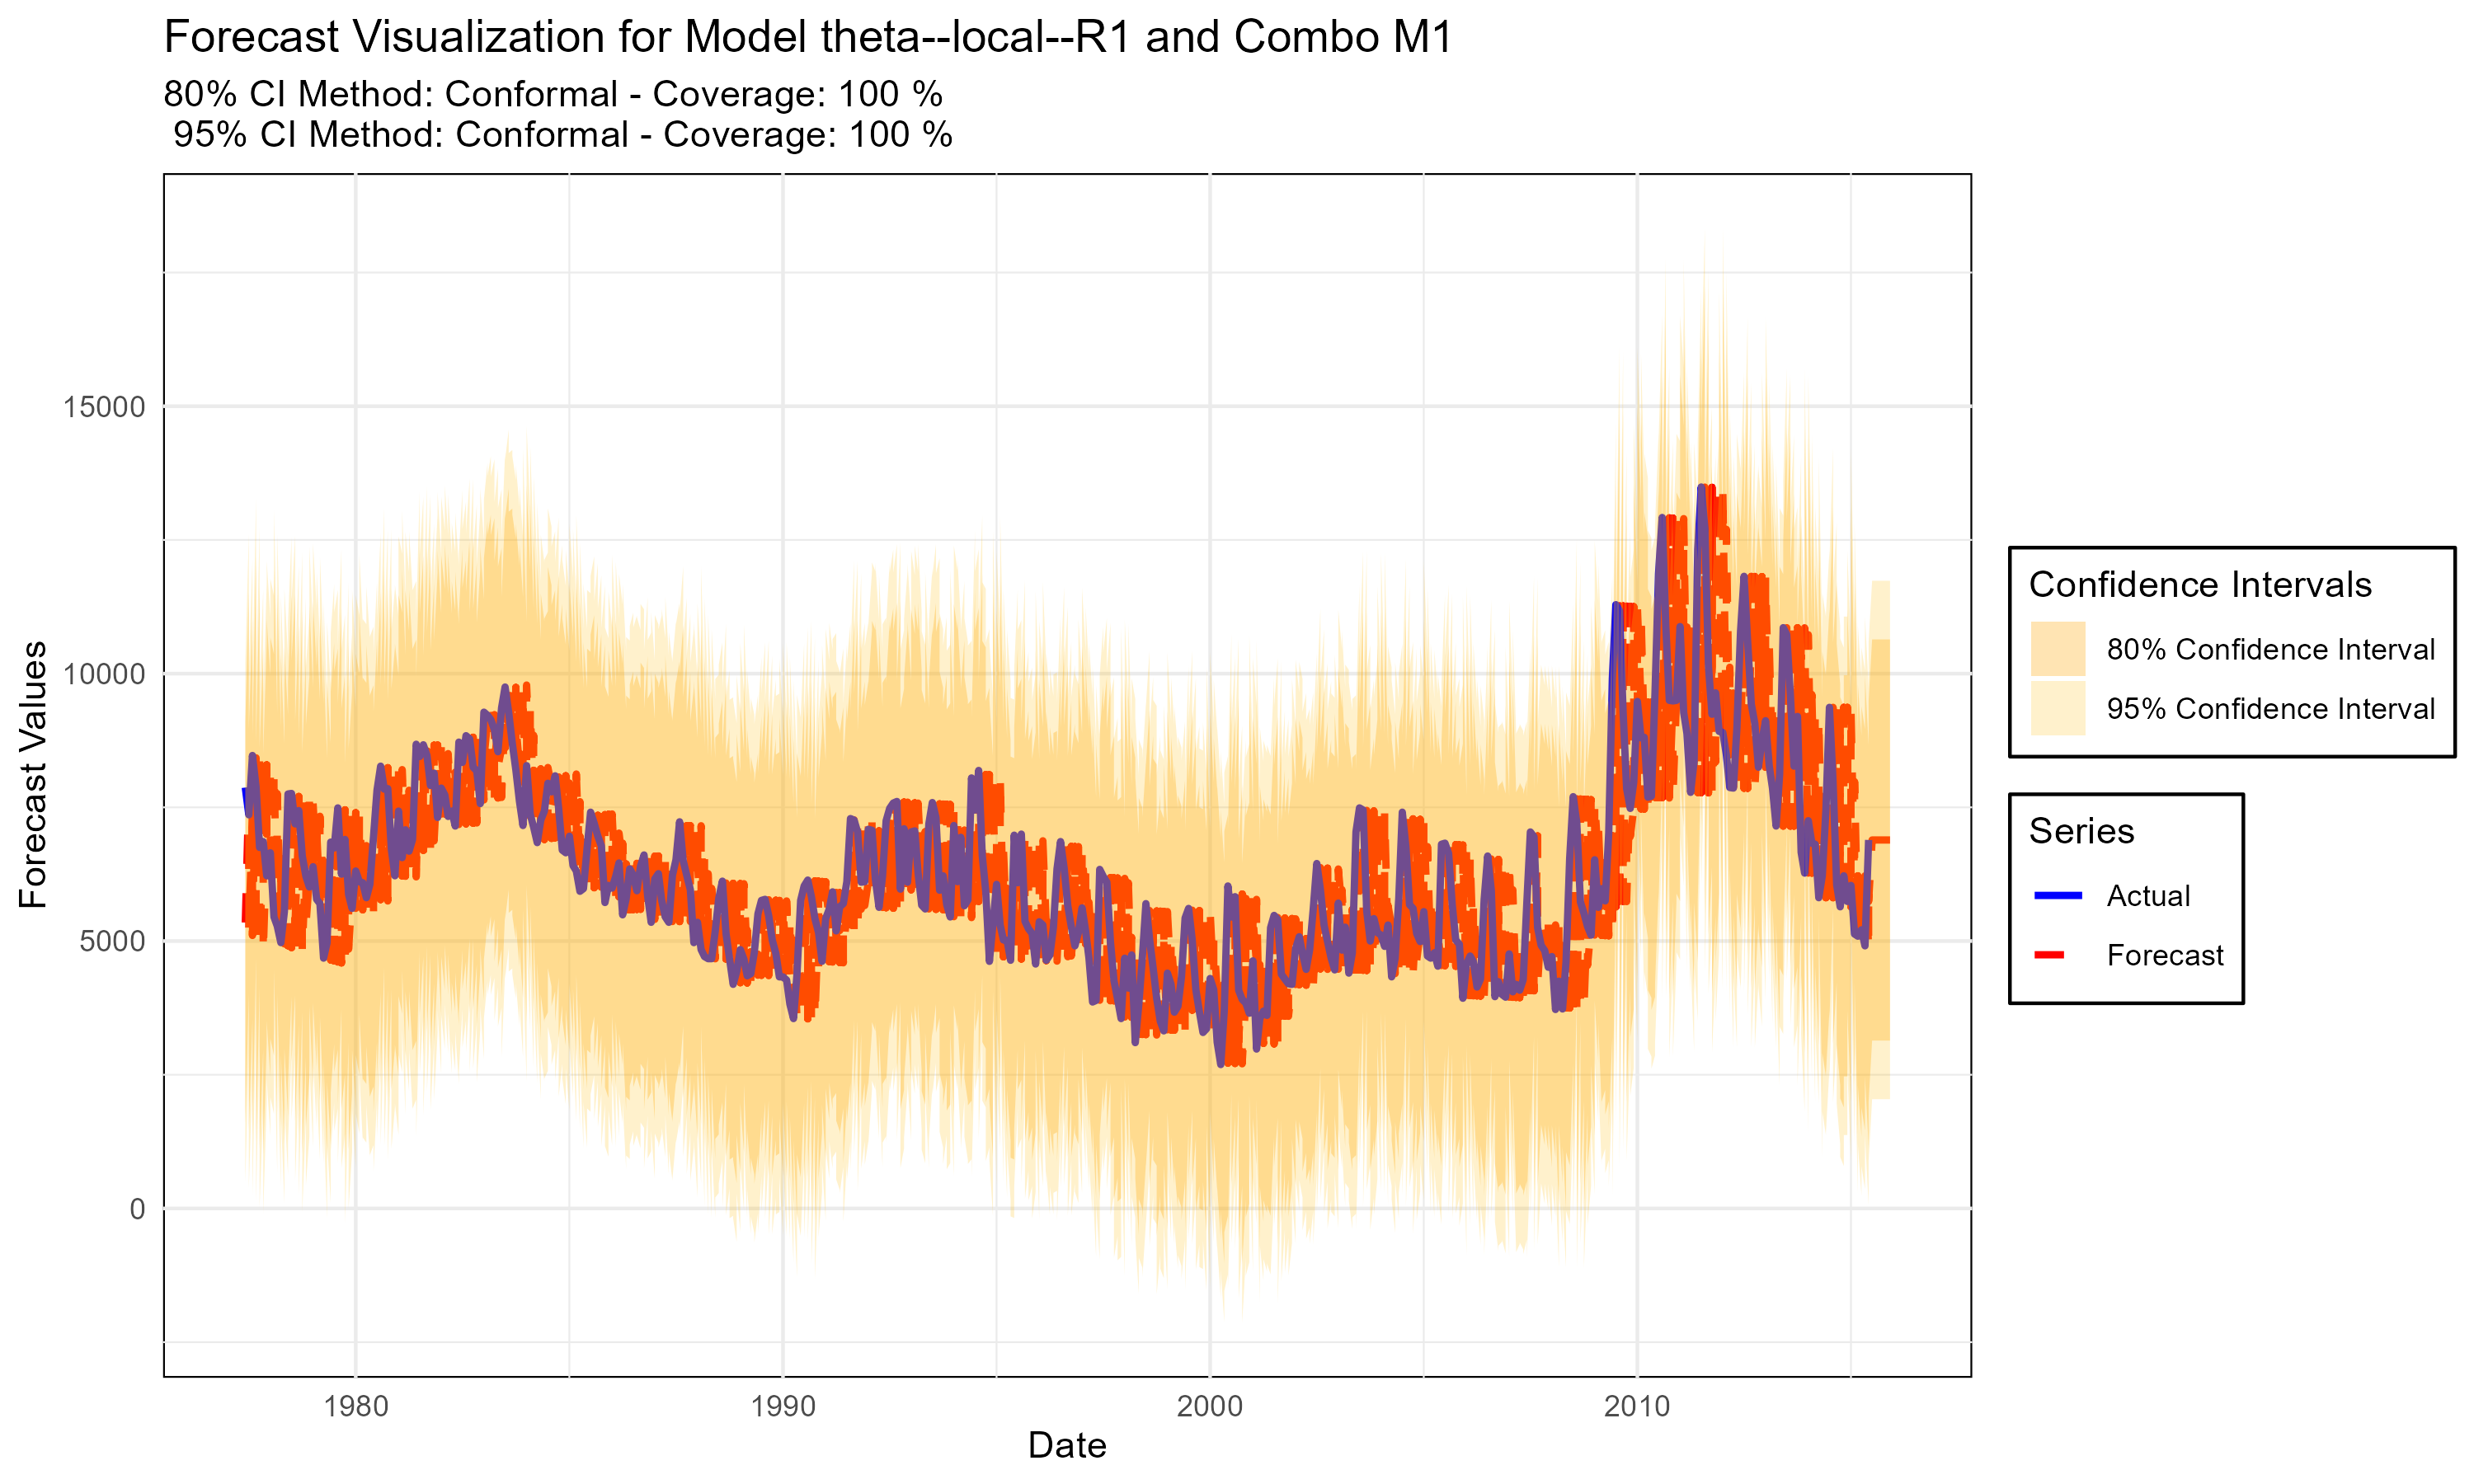 Forecast Visualization for Model theta--local--R1 and Combo M1
80% CI Method: Conformal - Coverage: 100 %
95% CI Method: Conformal - Coverage: 100 %
Forecast Values
15000
10000
5000
0
1980
1990
2000
2010
Date
Confidence Intervals
80% Confidence Interval
95% Confidence Interval
Series
Actual
Forecast